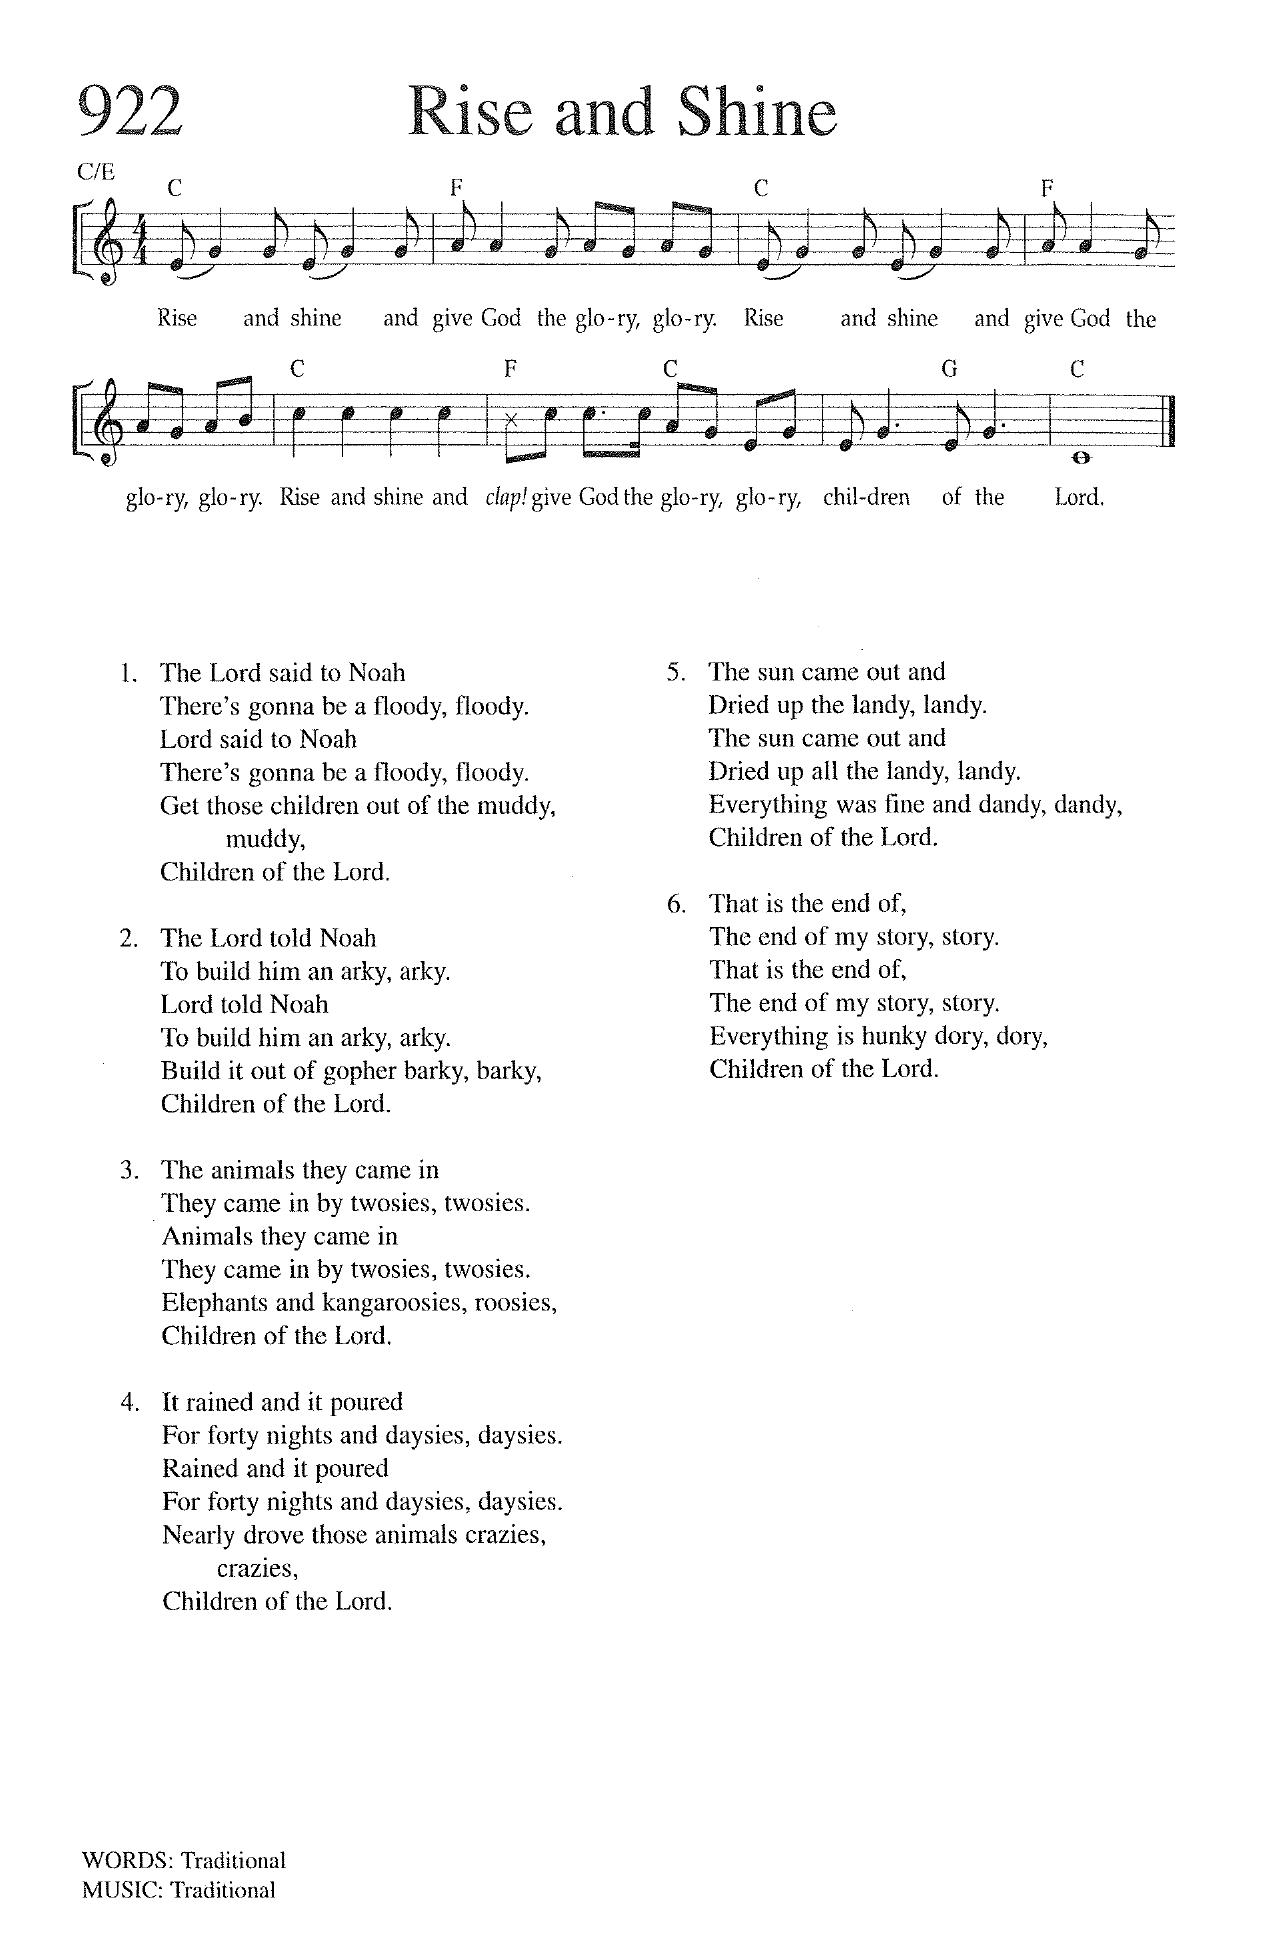 922 Rise and Shine
C/E
C F C F
Rise and shine and give God the glo-ry, glo-ry. Rise and shine and give God the
C F C G C
glo-ry, glo-ry. Rise and shine and clap! give God the glo-ry, glo-ry, chil-dren of the Lord.
1. The Lord said to Noah
There's gonna be a floody, floody.
Lord said to Noah
There's gonna be a floody, floody.
Get those children out of the muddy,
muddy,
Children of the Lord.
2. The Lord told Noah
To build him an arky, arky.
Lord told Noah
To build him an arky, arky.
Build it out of gopher barky, barky,
Children of the Lord.
3. The animals they came in
They came in by twosies, twosies.
Animals they came in
They came in by twosies, twosies.
Elephants and kangaroosies, roosies,
Children of the Lord.
4. It rained and it poured
For forty nights and daysies, daysies.
Rained and it poured
For forty nights and daysies, daysies.
Nearly drove those animals crazies,
crazies,
Children of the Lord.
5. The sun came out and
Dried up the landy, landy.
The sun came out and
Dried up all the landy, landy.
Everything was fine and dandy, dandy,
Children of the Lord.
6. That is the end of,
The end of my story, story.
That is the end of,
The end of my story, story.
Everything is hunky dory, dory,
Children of the Lord.
WORDS: Traditional
MUSIC: Traditional